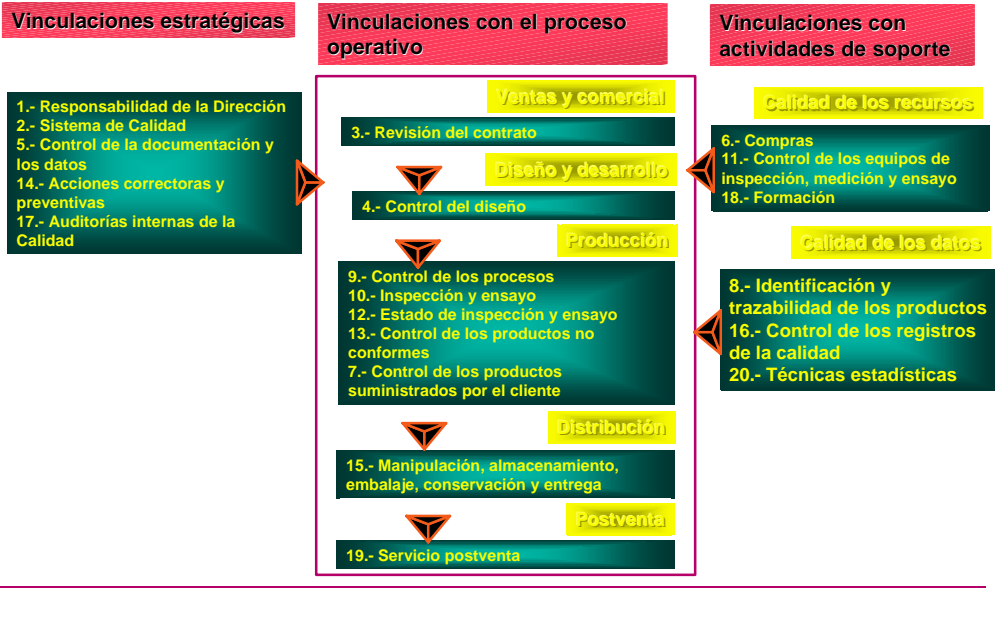 Vinculaciones estratégicas
1.- Responsabilidad de la Dirección
2.- Sistema de Calidad
5.- Control de la documentación y
los datos
14.- Acciones correctoras y
preventivas
17.- Auditorías internas de la
Calidad
Vinculaciones con el proceso
operativo
Ventas y comercial
3.- Revisión del contrato
Diseño y desarrollo
4.- Control del diseño
Producción
9.- Control de los procesos
10.- Inspección y ensayo
12.- Estado de inspección y ensayo
13.- Control de los productos no
conformes
7.- Control de los productos
suministrados por el cliente
Distribución
15.- Manipulación, almacenamiento,
embalaje, conservación y entrega
Postventa
19.- Servicio postventa
Vinculaciones con
actividades de soporte
Calidad de los recursos
6.- Compras
11.- Control de los equipos de
inspección, medición y ensayo
18.- Formación
Calidad de los datos
8.- Identificación y
trazabilidad de los productos
16.- Control de los registros
de la calidad
20.- Técnicas estadísticas